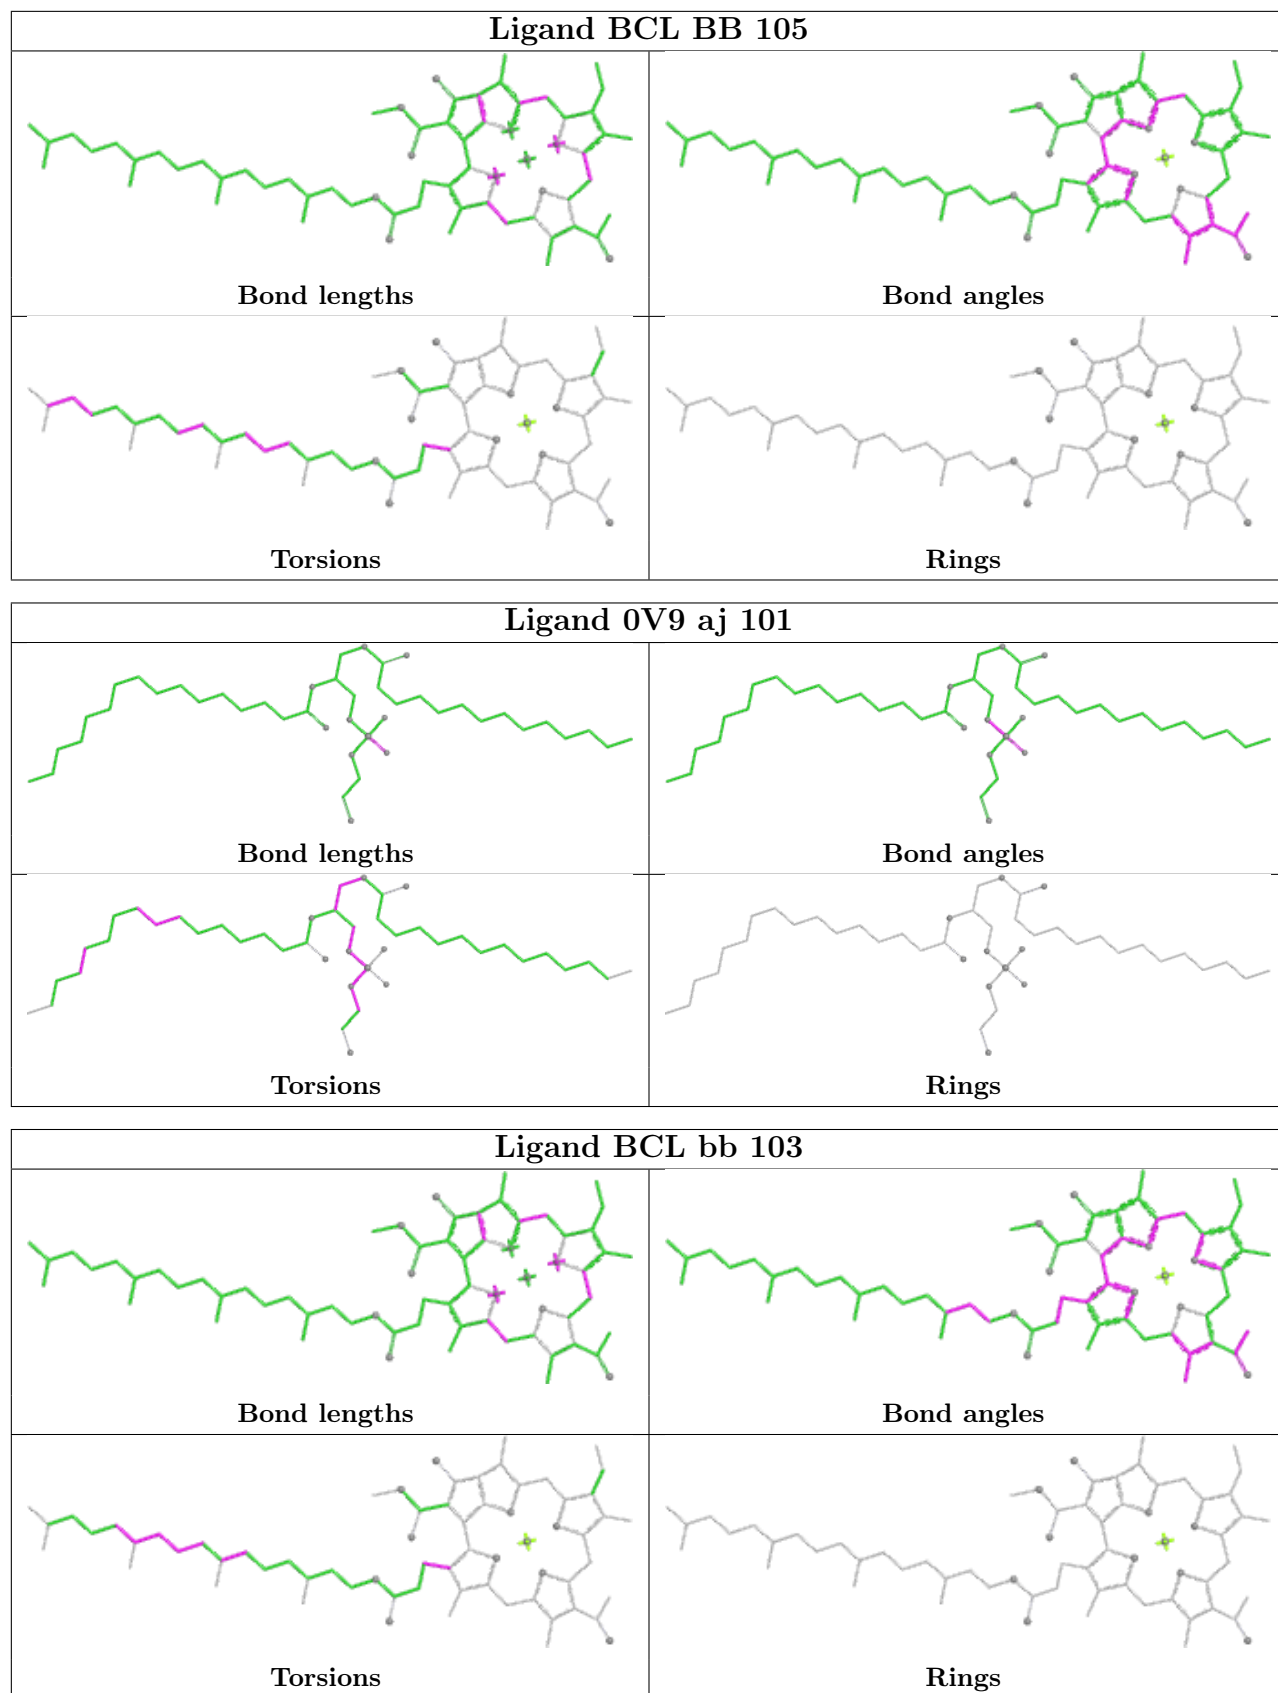 Ligand BCL BB 105
Bond lengths
Bond angles
Torsions
Rings
Ligand 0V9 aj 101
Bond lengths
Bond angles
Torsions
Rings
Ligand BCL bb 103
Bond lengths
Bond angles
Torsions
Rings